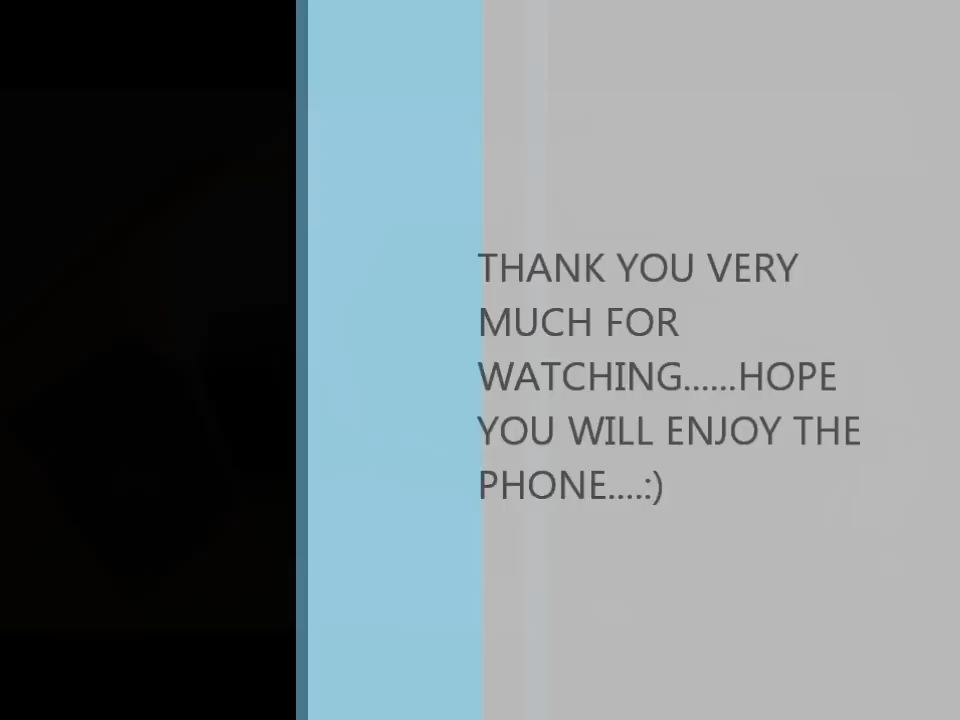 THANK YOU VERY
MUCH FOR
WATCHING......HOPE
YOU WILL ENJOY THE
PHONE....:)